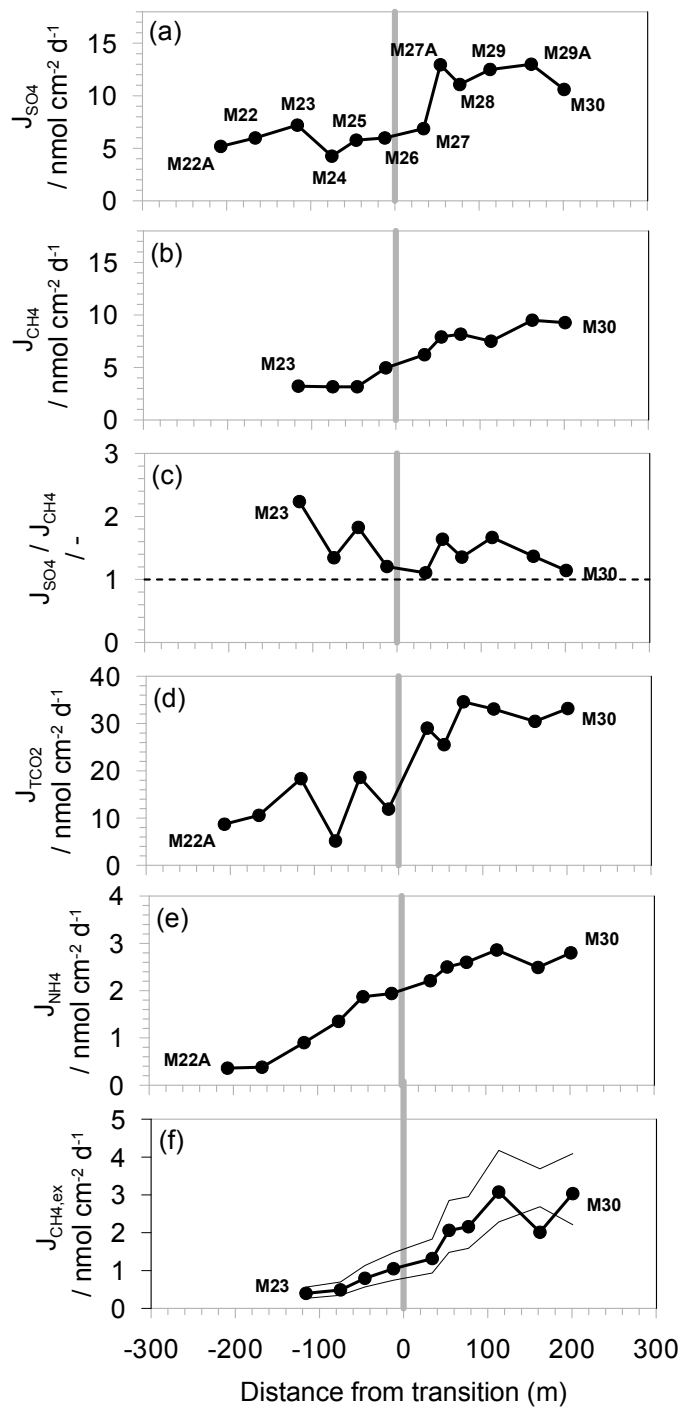 (a)
J_SO4
/ nmol cm⁻² d⁻¹
15
10
5
0
M22A
M22
M23
M24
M25
M26
M27
M27A
M28
M29
M29A
M30
(b)
J_CH4
/ nmol cm⁻² d⁻¹
15
10
5
0
M23
M30
(c)
J_SO4 / J_CH4
/ -
3
2
1
0
M23
M30
(d)
J_TCO2
/ nmol cm⁻² d⁻¹
40
30
20
10
0
M22A
M30
(e)
J_NH4
/ nmol cm⁻² d⁻¹
4
3
2
1
0
M22A
M30
(f)
J_CH4,ex
/ nmol cm⁻² d⁻¹
5
4
3
2
1
0
M23
M30
-300 -200 -100 0 100 200 300
Distance from transition (m)